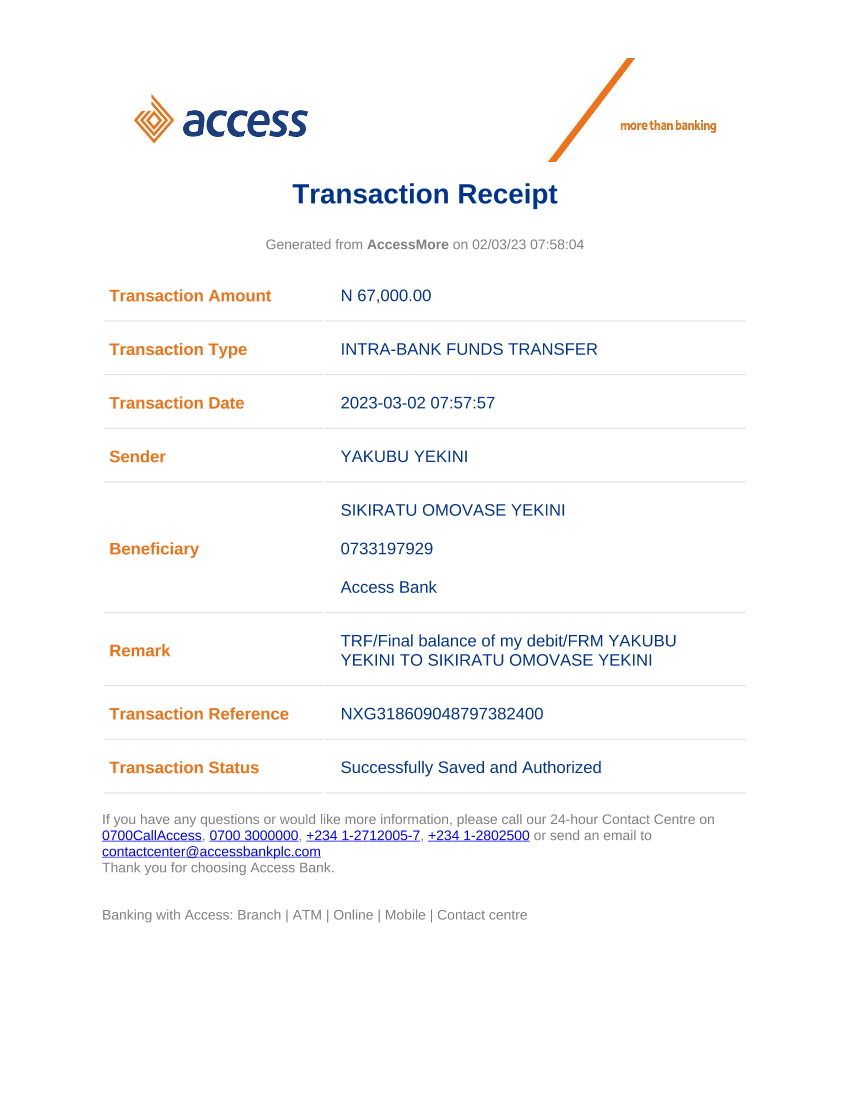 access
more than banking
Transaction Receipt
Generated from AccessMore on 02/03/23 07:58:04
Transaction Amount N 67,000.00
Transaction Type INTRA-BANK FUNDS TRANSFER
Transaction Date 2023-03-02 07:57:57
Sender YAKUBU YEKINI
SIKIRATU OMOVASE YEKINI
Beneficiary 0733197929
Access Bank
Remark TRF/Final balance of my debit/FRM YAKUBU
YEKINI TO SIKIRATU OMOVASE YEKINI
Transaction Reference NXG318609048797382400
Transaction Status Successfully Saved and Authorized
If you have any questions or would like more information, please call our 24-hour Contact Centre on
0700CallAccess, 0700 3000000, +234 1-2712005-7, +234 1-2802500 or send an email to
contactcenter@accessbankplc.com
Thank you for choosing Access Bank.
Banking with Access: Branch | ATM | Online | Mobile | Contact centre